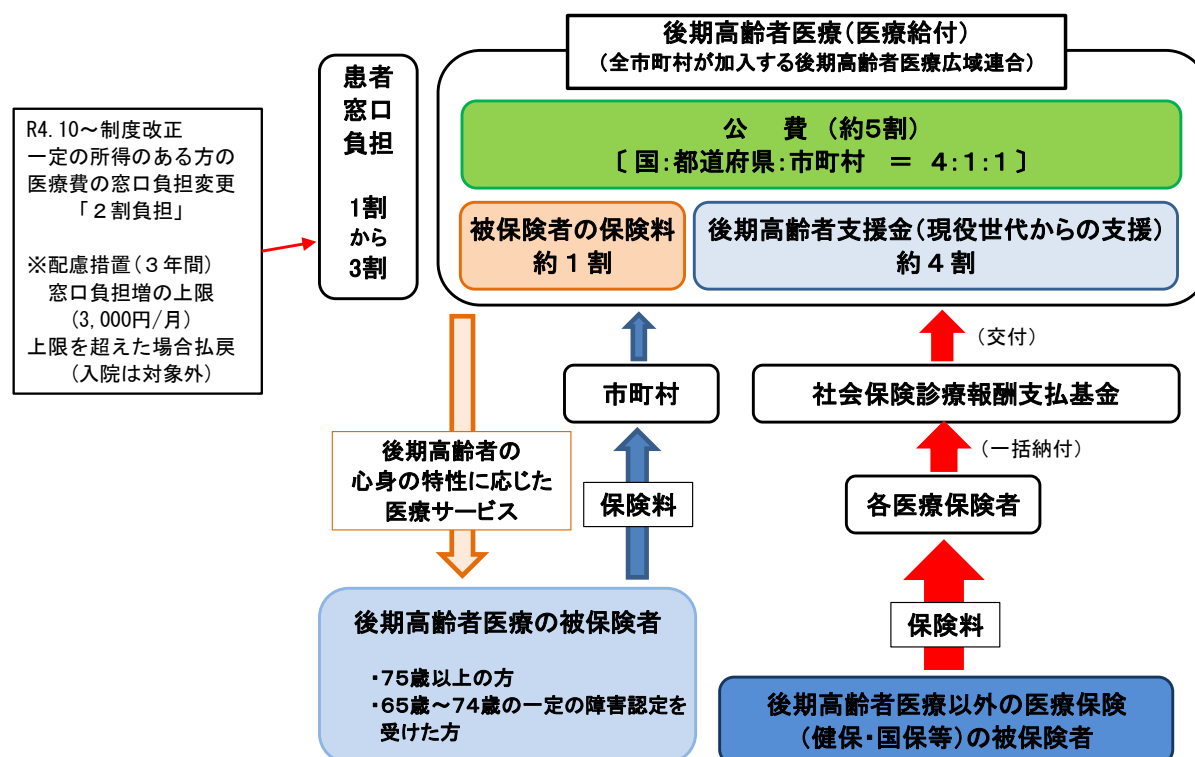 後期高齢者医療(医療給付)
(全市町村が加入する後期高齢者医療広域連合)
患者
窓口
負担
1割
から
3割
R4.10～制度改正
一定の所得のある方の
医療費の窓口負担変更
「２割負担」
※配慮措置(３年間)
窓口負担増の上限
(3,000円/月)
上限を超えた場合払戻
(入院は対象外)
公　費 (約5割)
〔 国:都道府県:市町村 ＝ 4:1:1 〕
被保険者の保険料
約 1 割
後期高齢者支援金(現役世代からの支援)
約 4 割
(交付)
市町村
社会保険診療報酬支払基金
(一括納付)
後期高齢者の
心身の特性に応じた
医療サービス
保険料
各医療保険者
保険料
後期高齢者医療の被保険者
・75歳以上の方
・65歳～74歳の一定の障害認定を
受けた方
後期高齢者医療以外の医療保険
(健保・国保等)の被保険者